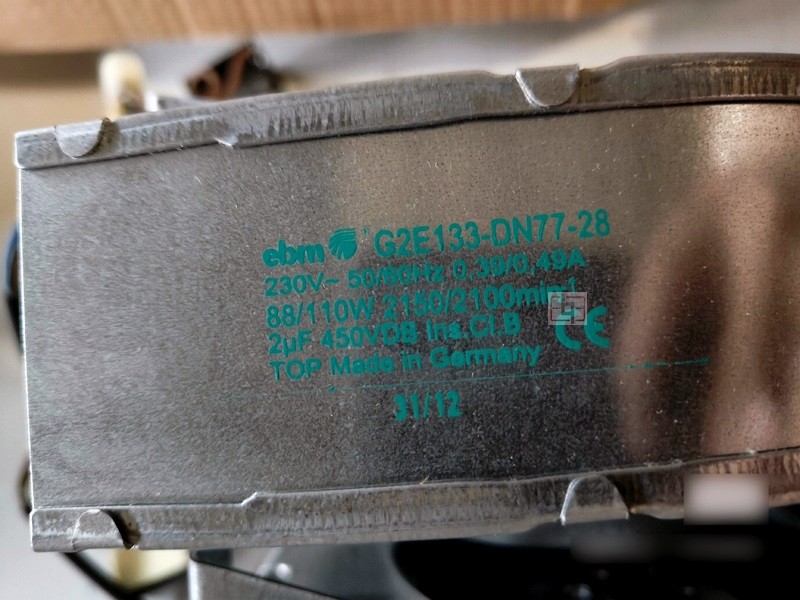 ebm G2E133-DN77-28
230V~ 50/60Hz 0,39/0,49A
88/110W 2150/2100min-1
2µF 450VDB Ins.Cl.B CE
TOP Made in Germany
31/12